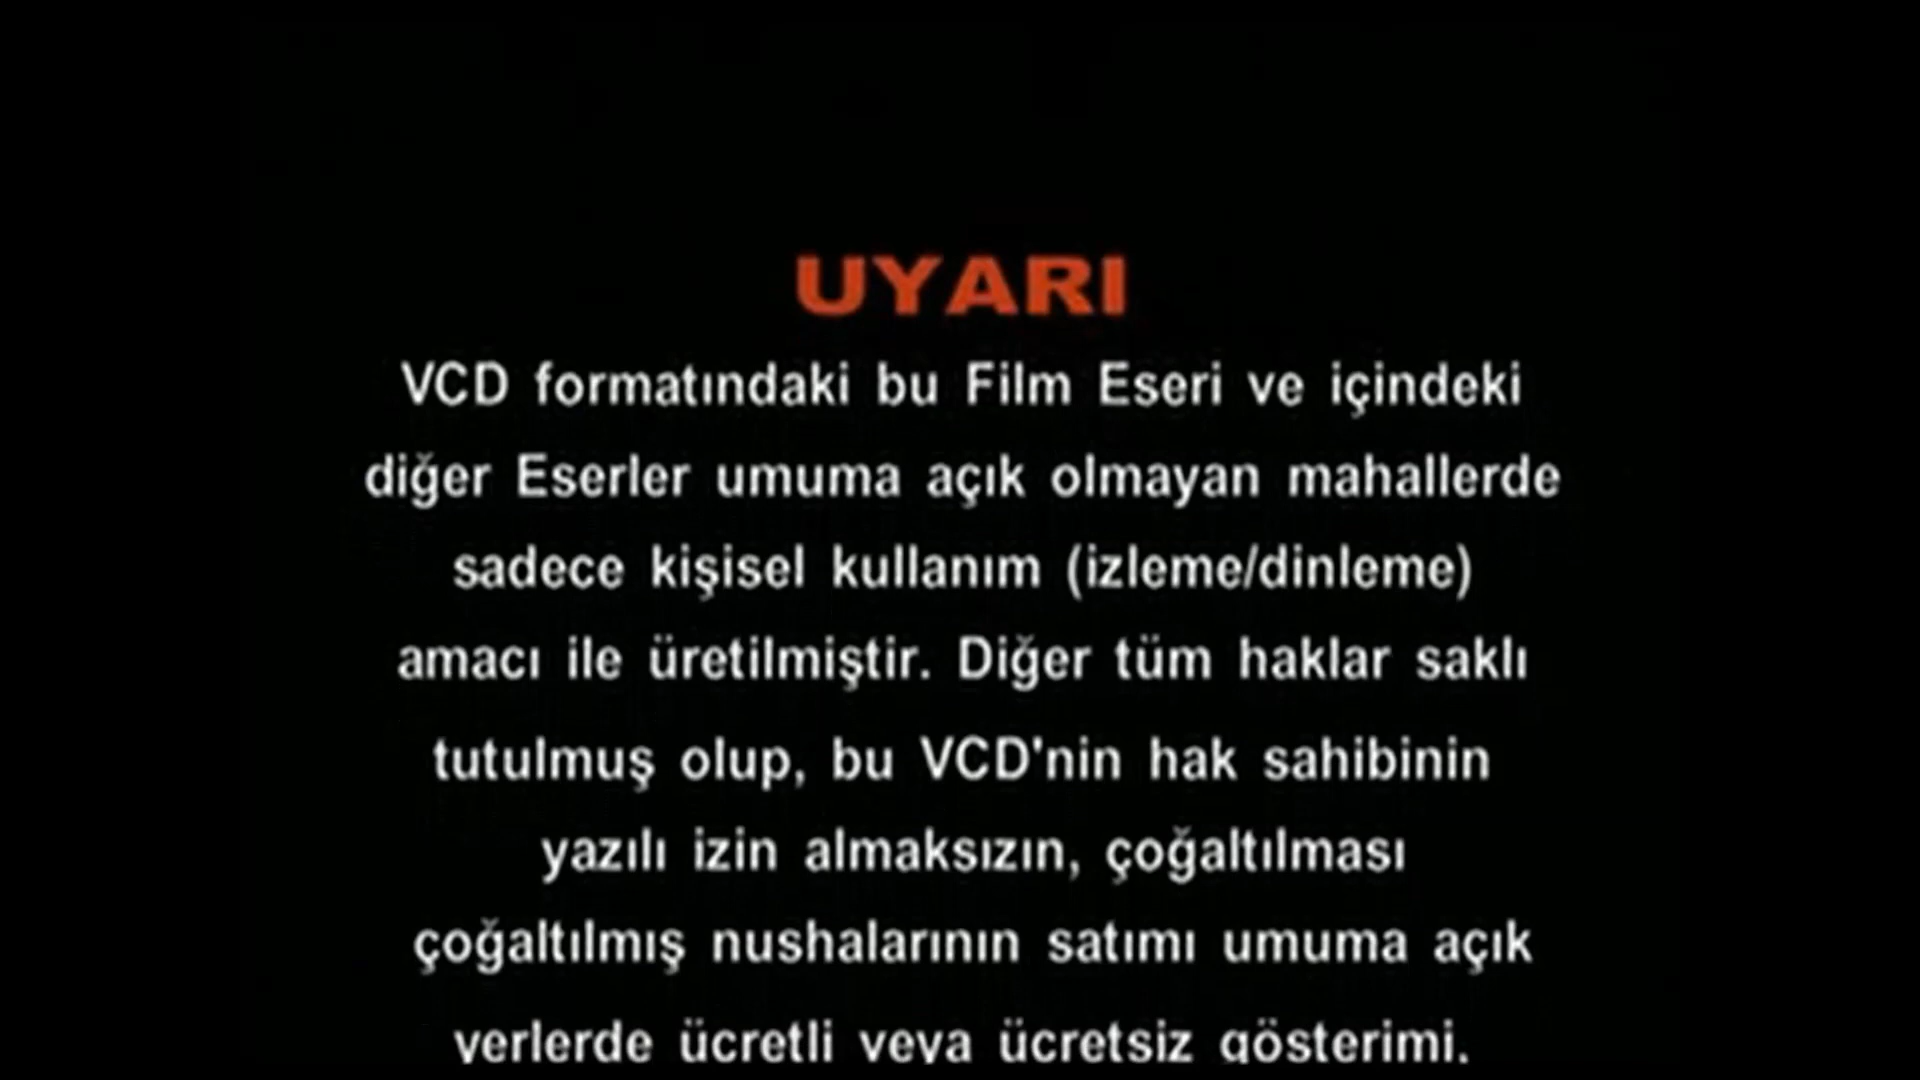 UYARI
VCD formatındaki bu Film Eseri ve içindeki
diğer Eserler umuma açık olmayan mahallerde
sadece kişisel kullanım (izleme/dinleme)
amacı ile üretilmiştir. Diğer tüm haklar saklı
tutulmuş olup, bu VCD'nin hak sahibinin
yazılı izin almaksızın, çoğaltılması
çoğaltılmış nushalarının satımı umuma açık
yerlerde ücretli veya ücretsiz gösterimi,